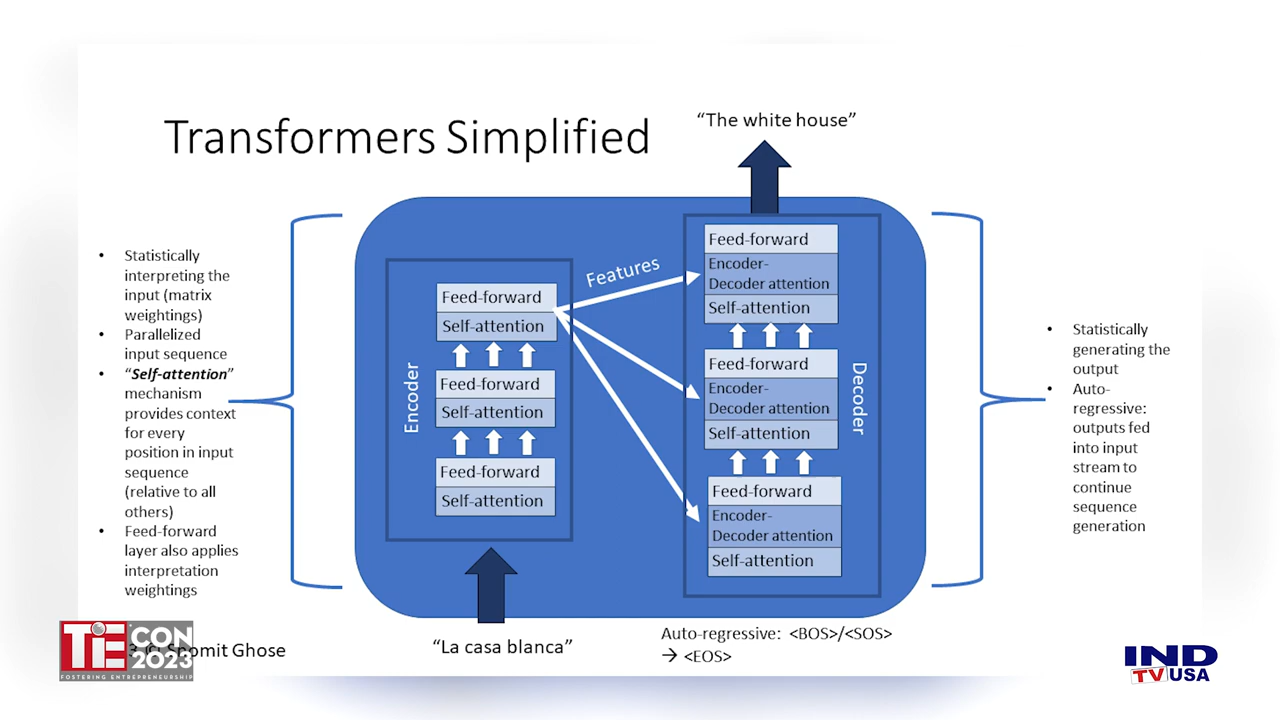 Transformers Simplified
“The white house”
• Statistically
interpreting the
input (matrix
weightings)
• Parallelized
input sequence
• “Self-attention”
mechanism
provides context
for every
position in input
sequence
(relative to all
others)
• Feed-forward
layer also applies
interpretation
weightings
Encoder
Feed-forward
Self-attention
Feed-forward
Self-attention
Feed-forward
Self-attention
Features
Feed-forward
Encoder-
Decoder attention
Self-attention
Feed-forward
Encoder-
Decoder attention
Self-attention
Feed-forward
Encoder-
Decoder attention
Self-attention
Decoder
• Statistically
generating the
output
• Auto-
regressive:
outputs fed
into input
stream to
continue
sequence
generation
“La casa blanca”
Auto-regressive: <BOS>/<SOS>
→ <EOS>
TiE CON
2023
FOSTERING ENTREPRENEURSHIP
Ghose
IND
TV USA